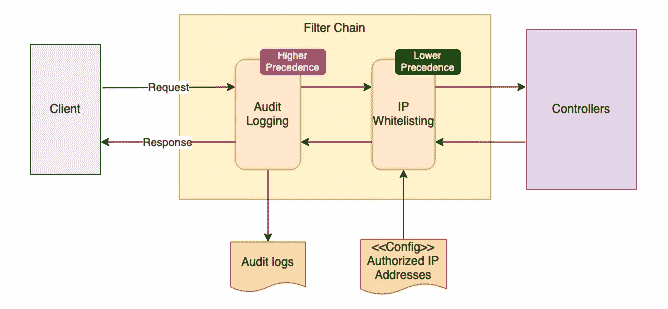 Filter Chain
Higher
Precedence
Lower
Precedence
Client
Request
Audit
Logging
IP
Whitelisting
Controllers
Response
Audit logs
<<Config>>
Authorized IP
Addresses